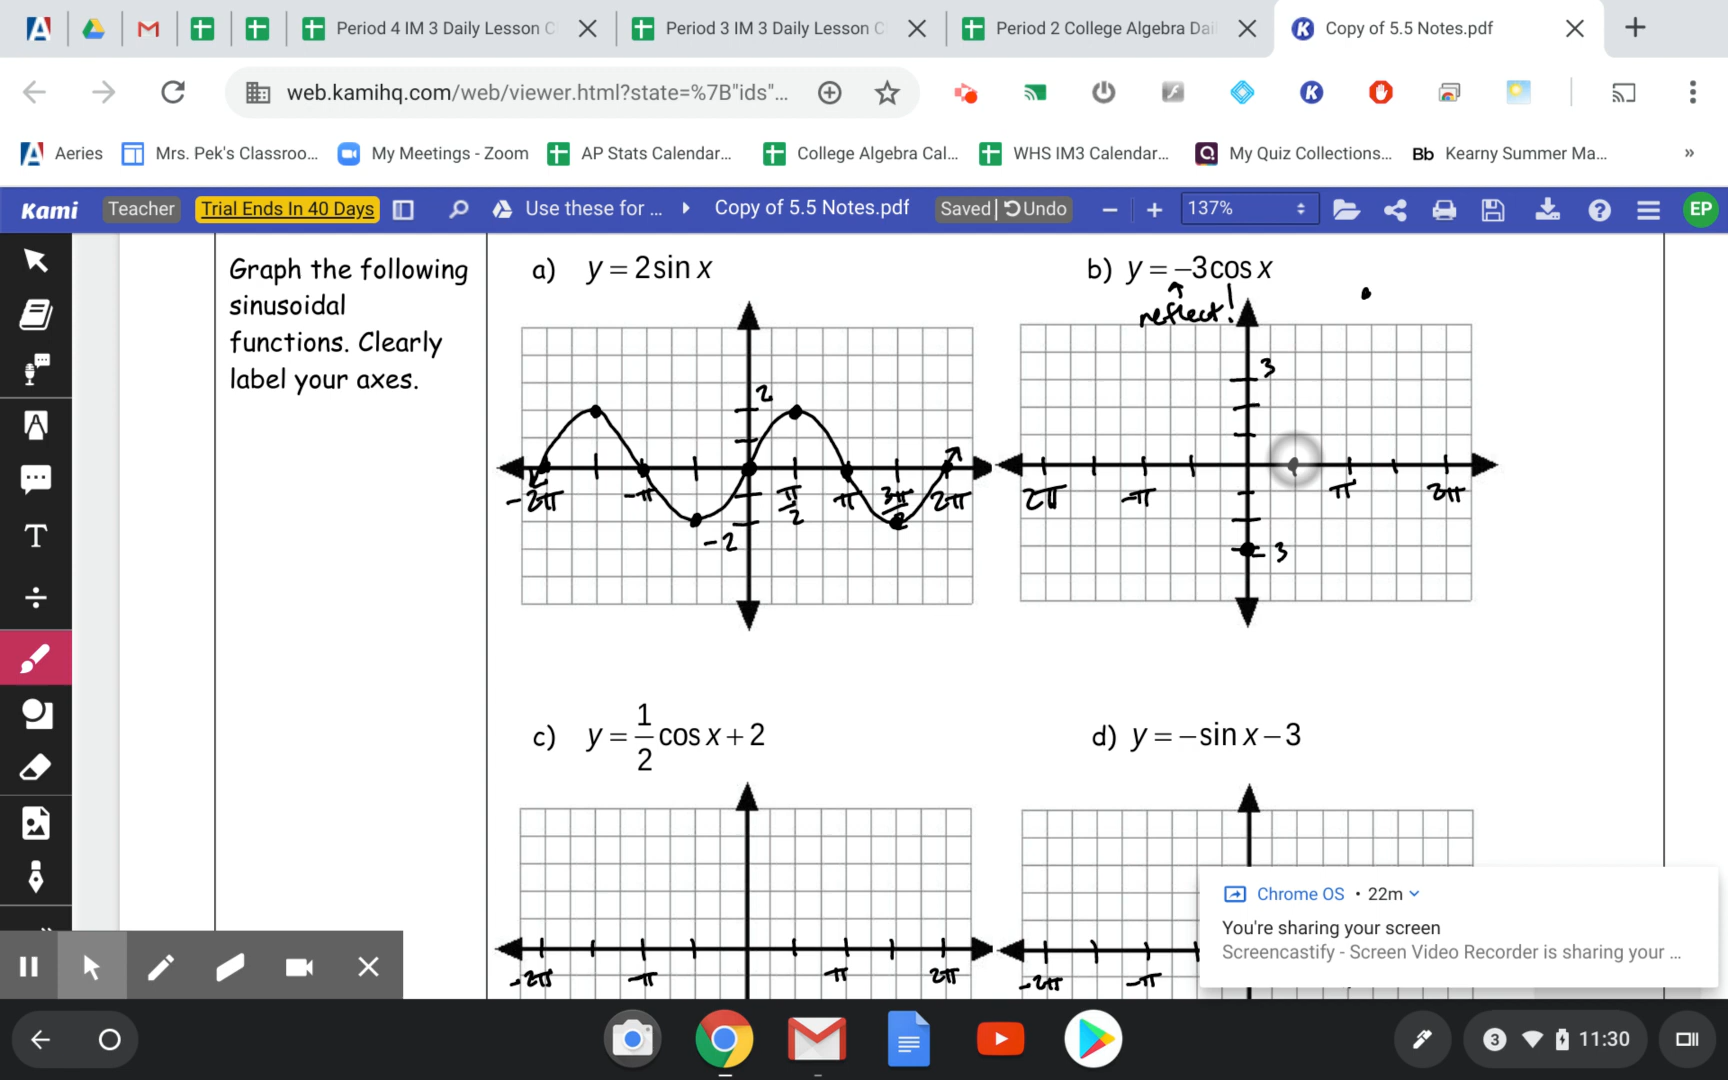 Period 4 IM 3 Daily Lesson C
Period 3 IM 3 Daily Lesson C
Period 2 College Algebra Dai
Copy of 5.5 Notes.pdf
web.kamihq.com/web/viewer.html?state=%7B"ids"...
Aeries
Mrs. Pek's Classroo...
My Meetings - Zoom
AP Stats Calendar...
College Algebra Cal...
WHS IM3 Calendar...
My Quiz Collections...
Bb Kearny Summer Ma...
»
Kami
Teacher
Trial Ends In 40 Days
Use these for ...
Copy of 5.5 Notes.pdf
Saved | Undo
137%
EP
Graph the following
sinusoidal
functions. Clearly
label your axes.
a) y = 2 sin x
2
-2π -π π/2 π 3π/2 2π
-2
b) y = -3 cos x
reflect!
3
2π -π π 2π
-3
c) y = 1/2 cos x + 2
-2π -π π 2π
d) y = -sin x - 3
-2π -π
Chrome OS • 22m
You're sharing your screen
Screencastify - Screen Video Recorder is sharing your ...
3 11:30